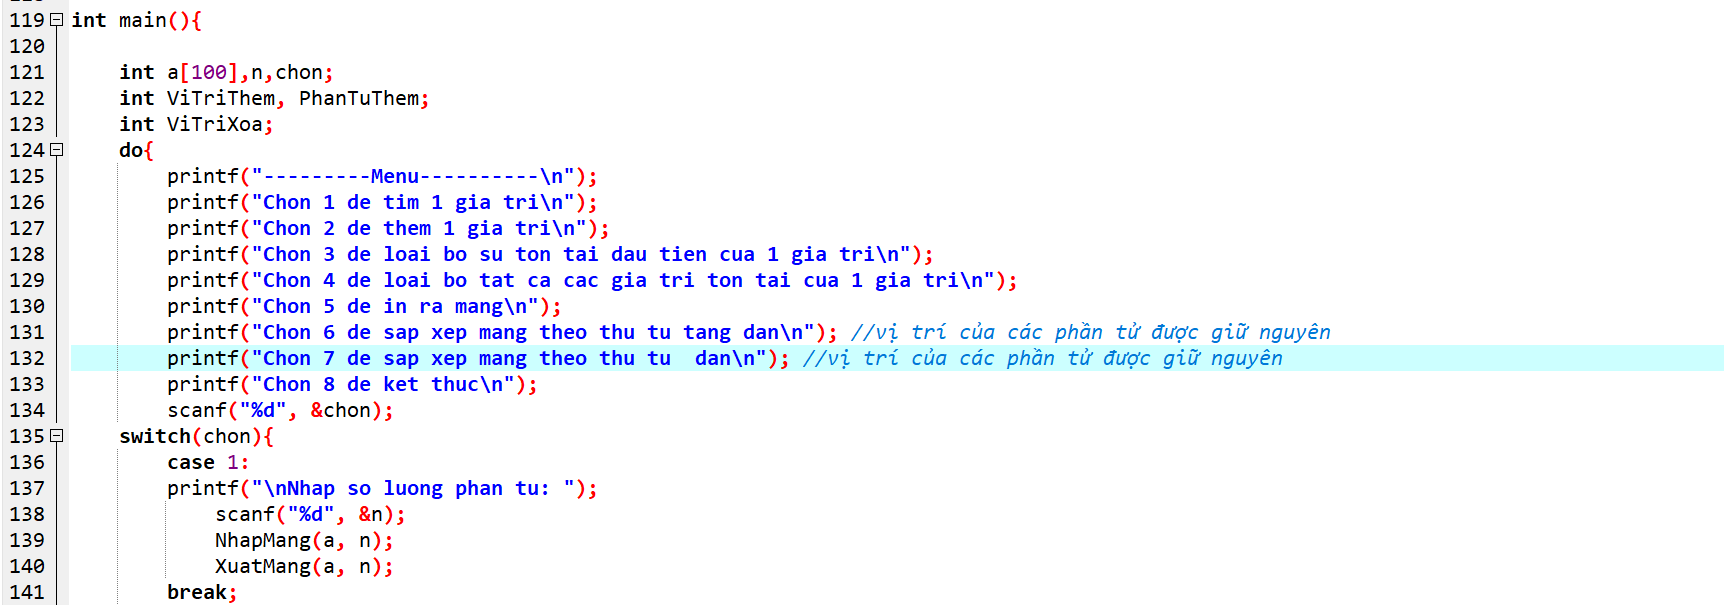 119 int main(){
120
121 int a[100],n,chon;
122 int ViTriThem, PhanTuThem;
123 int ViTriXoa;
124 do{
125 printf("---------Menu----------\n");
126 printf("Chon 1 de tim 1 gia tri\n");
127 printf("Chon 2 de them 1 gia tri\n");
128 printf("Chon 3 de loai bo su ton tai dau tien cua 1 gia tri\n");
129 printf("Chon 4 de loai bo tat ca cac gia tri ton tai cua 1 gia tri\n");
130 printf("Chon 5 de in ra mang\n");
131 printf("Chon 6 de sap xep mang theo thu tu tang dan\n"); //vị trí của các phần tử được giữ nguyên
132 printf("Chon 7 de sap xep mang theo thu tu  dan\n"); //vị trí của các phần tử được giữ nguyên
133 printf("Chon 8 de ket thuc\n");
134 scanf("%d", &chon);
135 switch(chon){
136 case 1:
137 printf("\nNhap so luong phan tu: ");
138 scanf("%d", &n);
139 NhapMang(a, n);
140 XuatMang(a, n);
141 break;